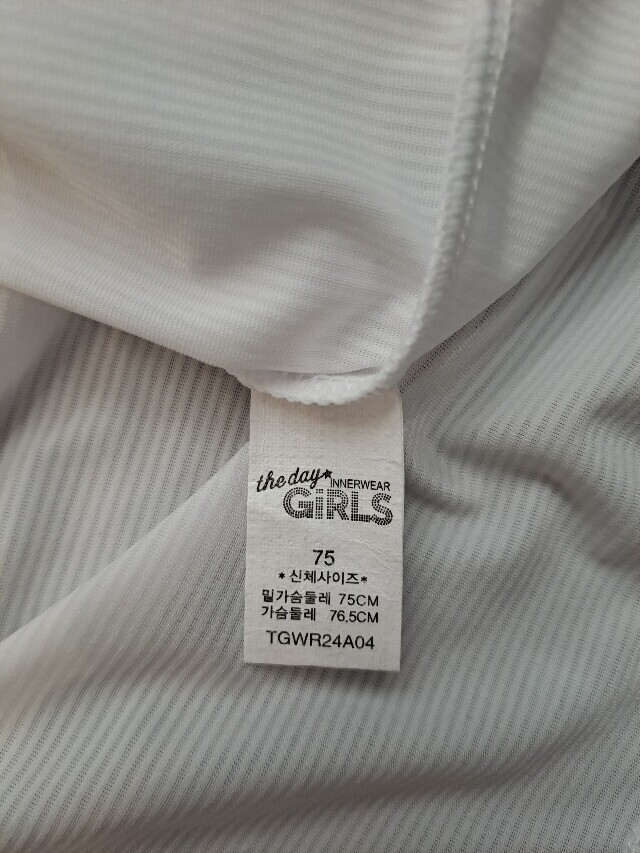 the day★ INNERWEAR
GiRLS
75
*신체사이즈*
밑가슴둘레 75CM
가슴둘레 76.5CM
TGWR24A04